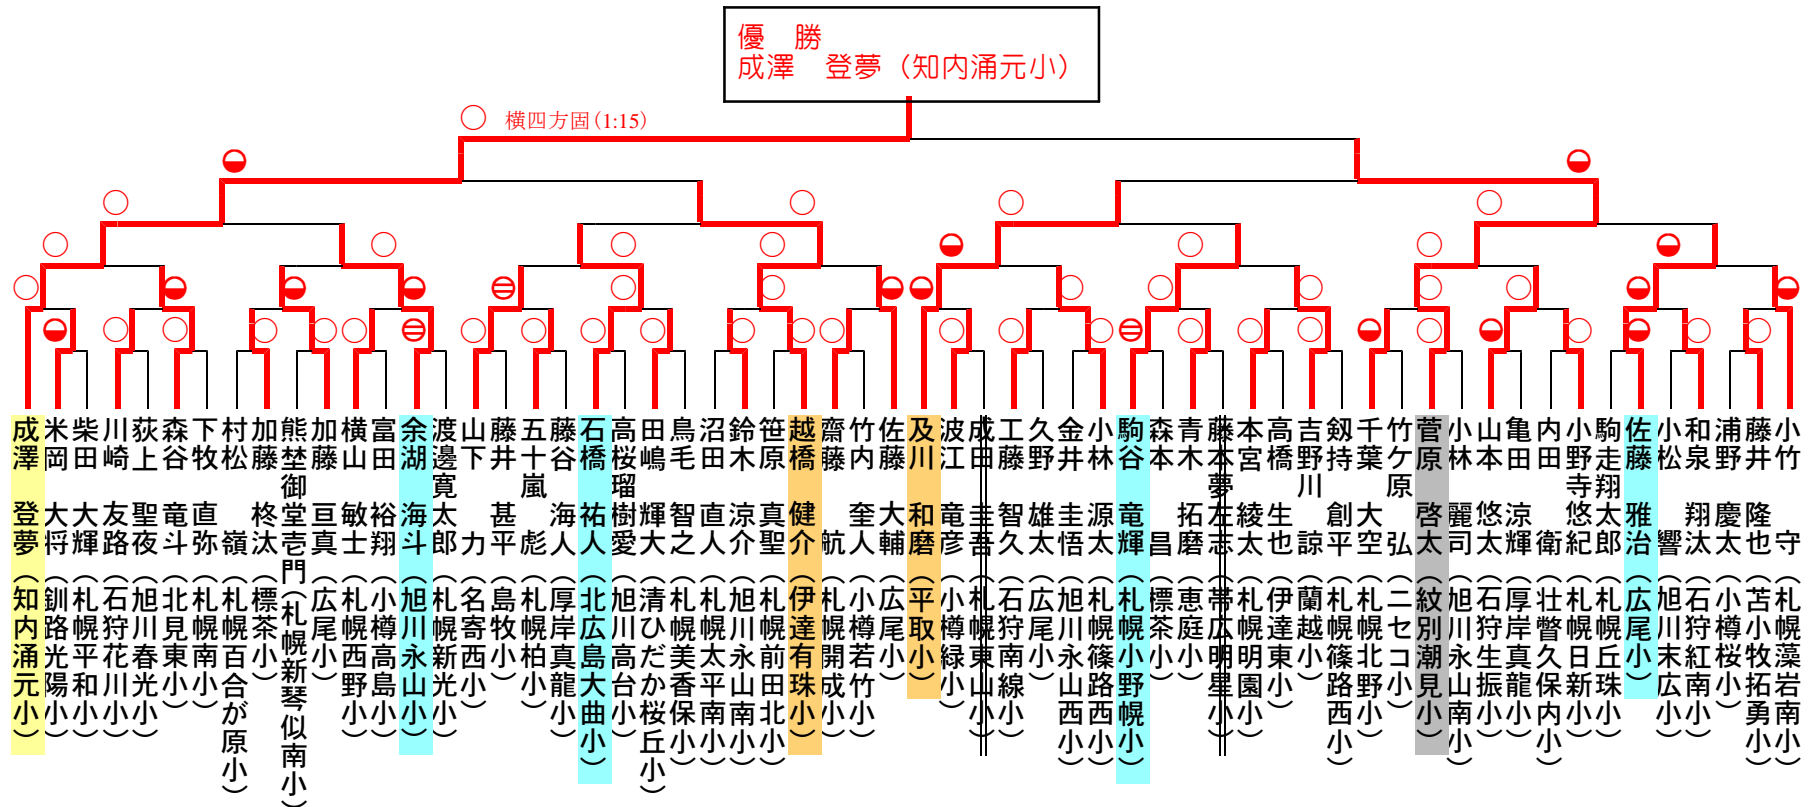 優　勝
成澤　登夢（知内涌元小）
横四方固(1:15)
成澤　登夢（知内涌元小）
米岡　大将（釧路光陽小）
柴田　大輝（札幌平和小）
川崎　友路（石狩花川小）
荻上　聖夜（旭川春光小）
森谷　竜斗（北見東小）
下牧　直弥（札幌南小）
村松　嶺（札幌百合が原小）
加藤　柊汰（標茶小）
熊埜御堂壱門（札幌新琴似南小）
加藤　亘真（広尾小）
横山　敏士（札幌西野小）
富田　裕翔（小樽高島小）
余湖　海斗（旭川永山小）
渡邊寛太郎（札幌新光小）
山下　力（名寄西小）
藤井　甚平（島牧小）
五十嵐　彪（札幌柏小）
藤谷　海人（厚岸真龍小）
石橋　祐人（北広島大曲小）
高桜瑠樹愛（旭川高台小）
田嶋　輝大（清ひだか桜丘小）
鳥毛　智之（札幌美香保小）
沼田　直人（札幌太平南小）
鈴木　涼介（旭川永山南小）
笹原　真聖（札幌前田北小）
越橋　健介（伊達有珠小）
齋藤　航（札幌開成小）
竹内　奎人（小樽若竹小）
佐藤　大輔（広尾小）
及川　和磨（平取小）
波江　竜彦（小樽緑小）
成田　圭吾（札幌東山小）
工藤　智久（石狩南線小）
久野　雄太（広尾小）
金井　圭悟（旭川永山西小）
小林　源太（札幌篠路西小）
駒谷　竜輝（札幌小野幌小）
森本　昌（標茶小）
青木　拓磨（恵庭小）
藤本夢左志（帯広明星小）
本宮　綾太（札幌明園小）
高橋　生也（伊達東小）
吉野川　諒（蘭越小）
剱持　創平（札幌篠路西小）
千葉　大空（札幌北野小）
竹ケ原　弘（ニセコ小）
菅原　啓太（紋別潮見小）
小林　麗司（旭川永山南小）
山本　悠太（石狩生振小）
亀田　涼輝（厚岸真龍小）
内田　衛（壮瞥久保内小）
小野寺悠紀（札幌日新小）
駒走翔太郎（札幌丘珠小）
佐藤　雅治（広尾小）
小松　響（旭川末広小）
和泉　翔汰（石狩紅南小）
浦野　慶太（小樽桜小）
藤井　隆也（苫小牧拓勇小）
小竹　守（札幌藻岩南小）